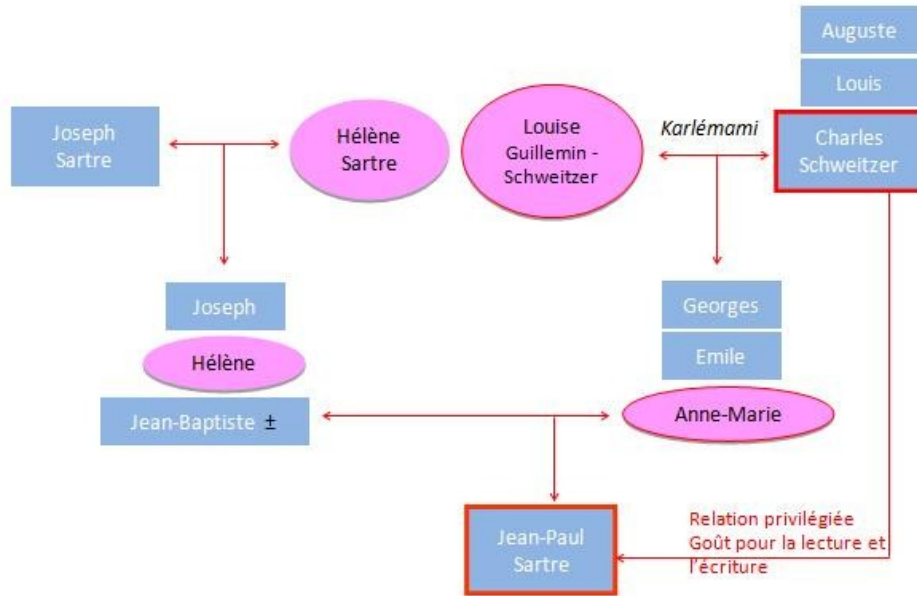 Auguste
Louis
Joseph
Sartre
Hélène
Sartre
Louise
Guillemin -
Schweitzer
Karlémami
Charles
Schweitzer
Joseph
Hélène
Jean-Baptiste ±
Georges
Emile
Anne-Marie
Jean-Paul
Sartre
Relation privilégiée
Goût pour la lecture et
l'écriture